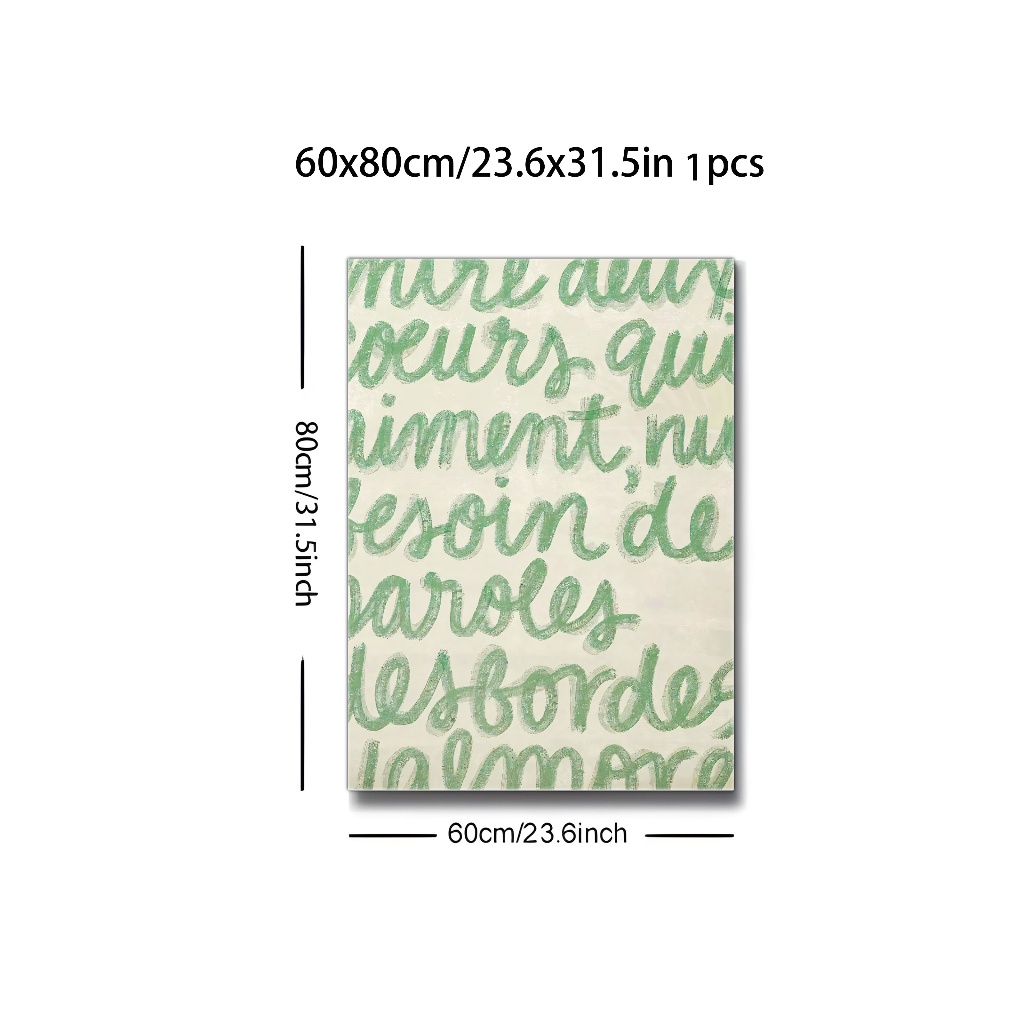 60x80cm/23.6x31.5in 1pcs
80cm/31.5inch
ntre deux
coeurs qui
aiment, nu
besoin de
paroles
desbordes
valmore
60cm/23.6inch